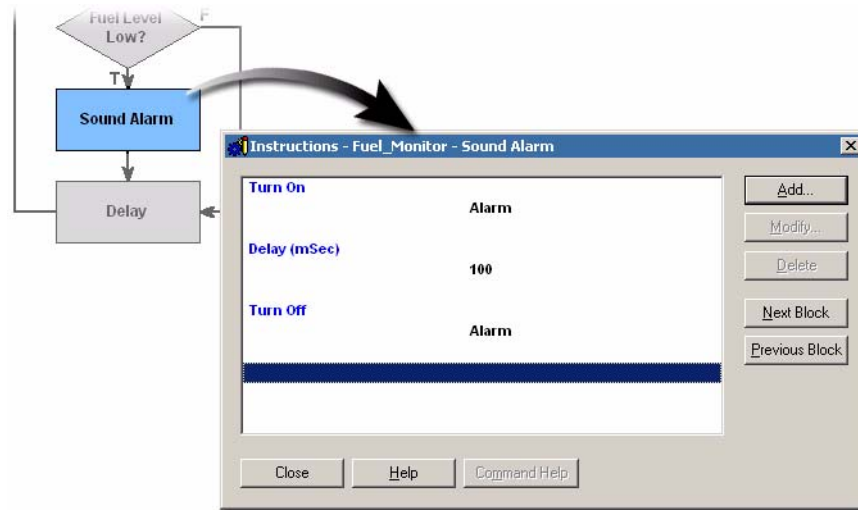 Fuel Level
Low?
F
T
Sound Alarm
Delay
Instructions - Fuel_Monitor - Sound Alarm
Turn On
Alarm
Delay (mSec)
100
Turn Off
Alarm
Add...
Modify...
Delete
Next Block
Previous Block
Close
Help
Command Help